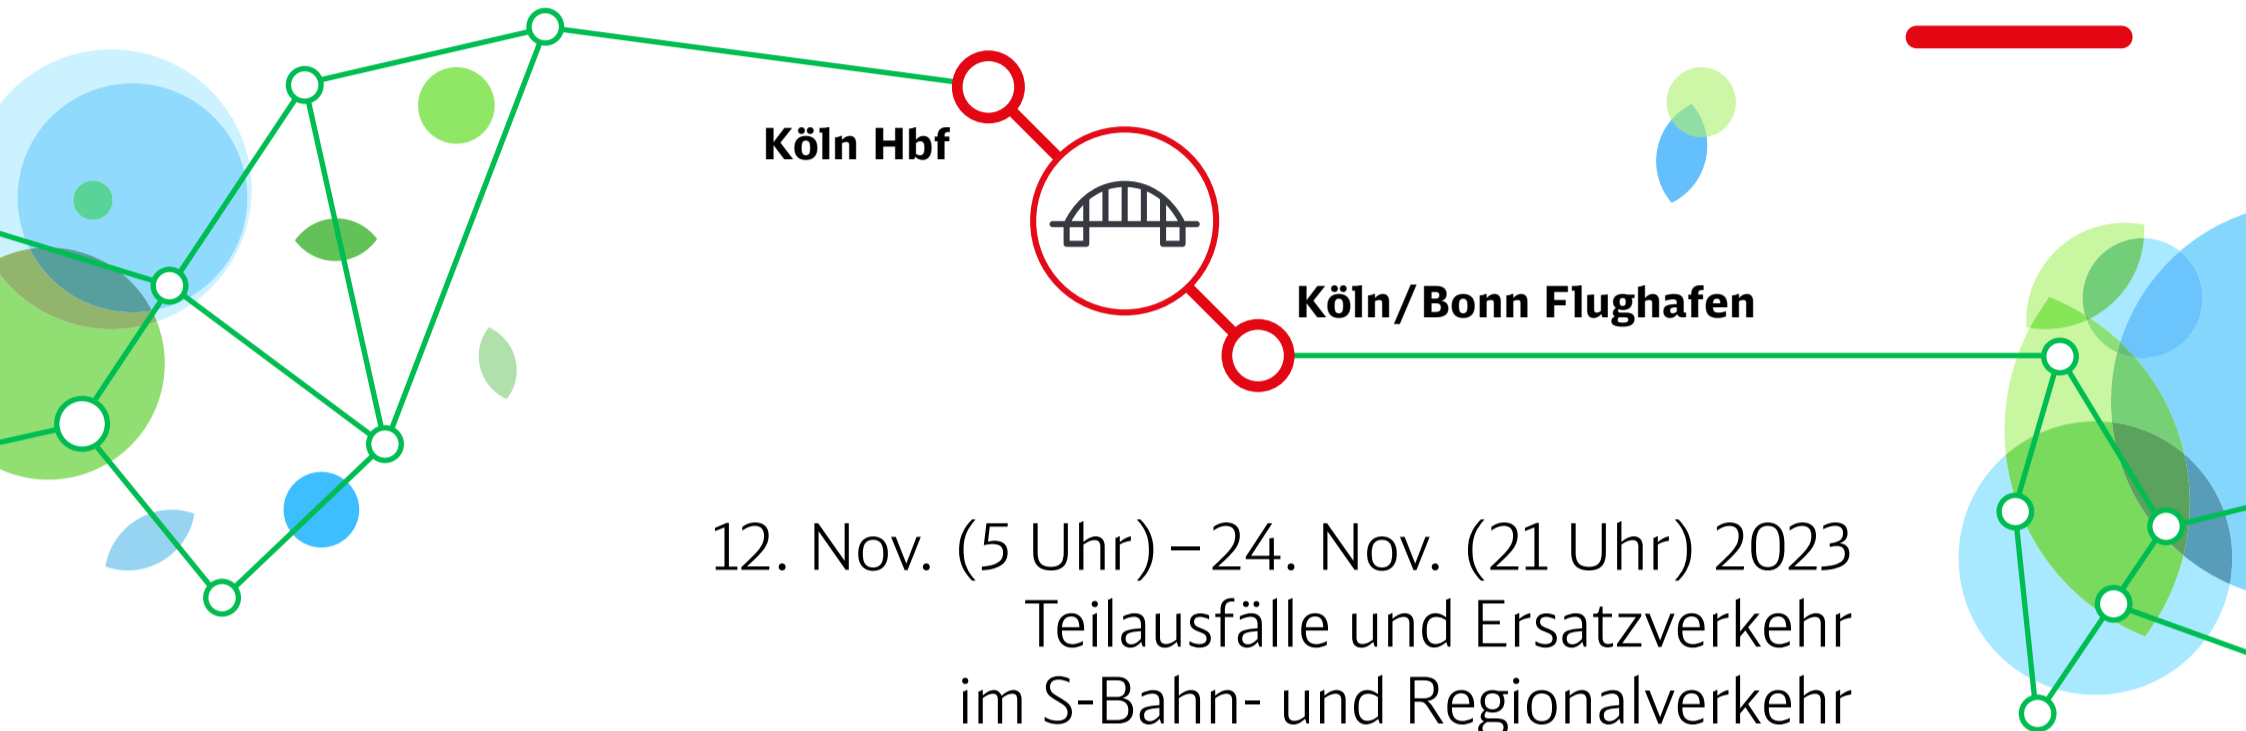 Köln Hbf
Köln/Bonn Flughafen
12. Nov. (5 Uhr) – 24. Nov. (21 Uhr) 2023
Teilausfälle und Ersatzverkehr
im S-Bahn- und Regionalverkehr